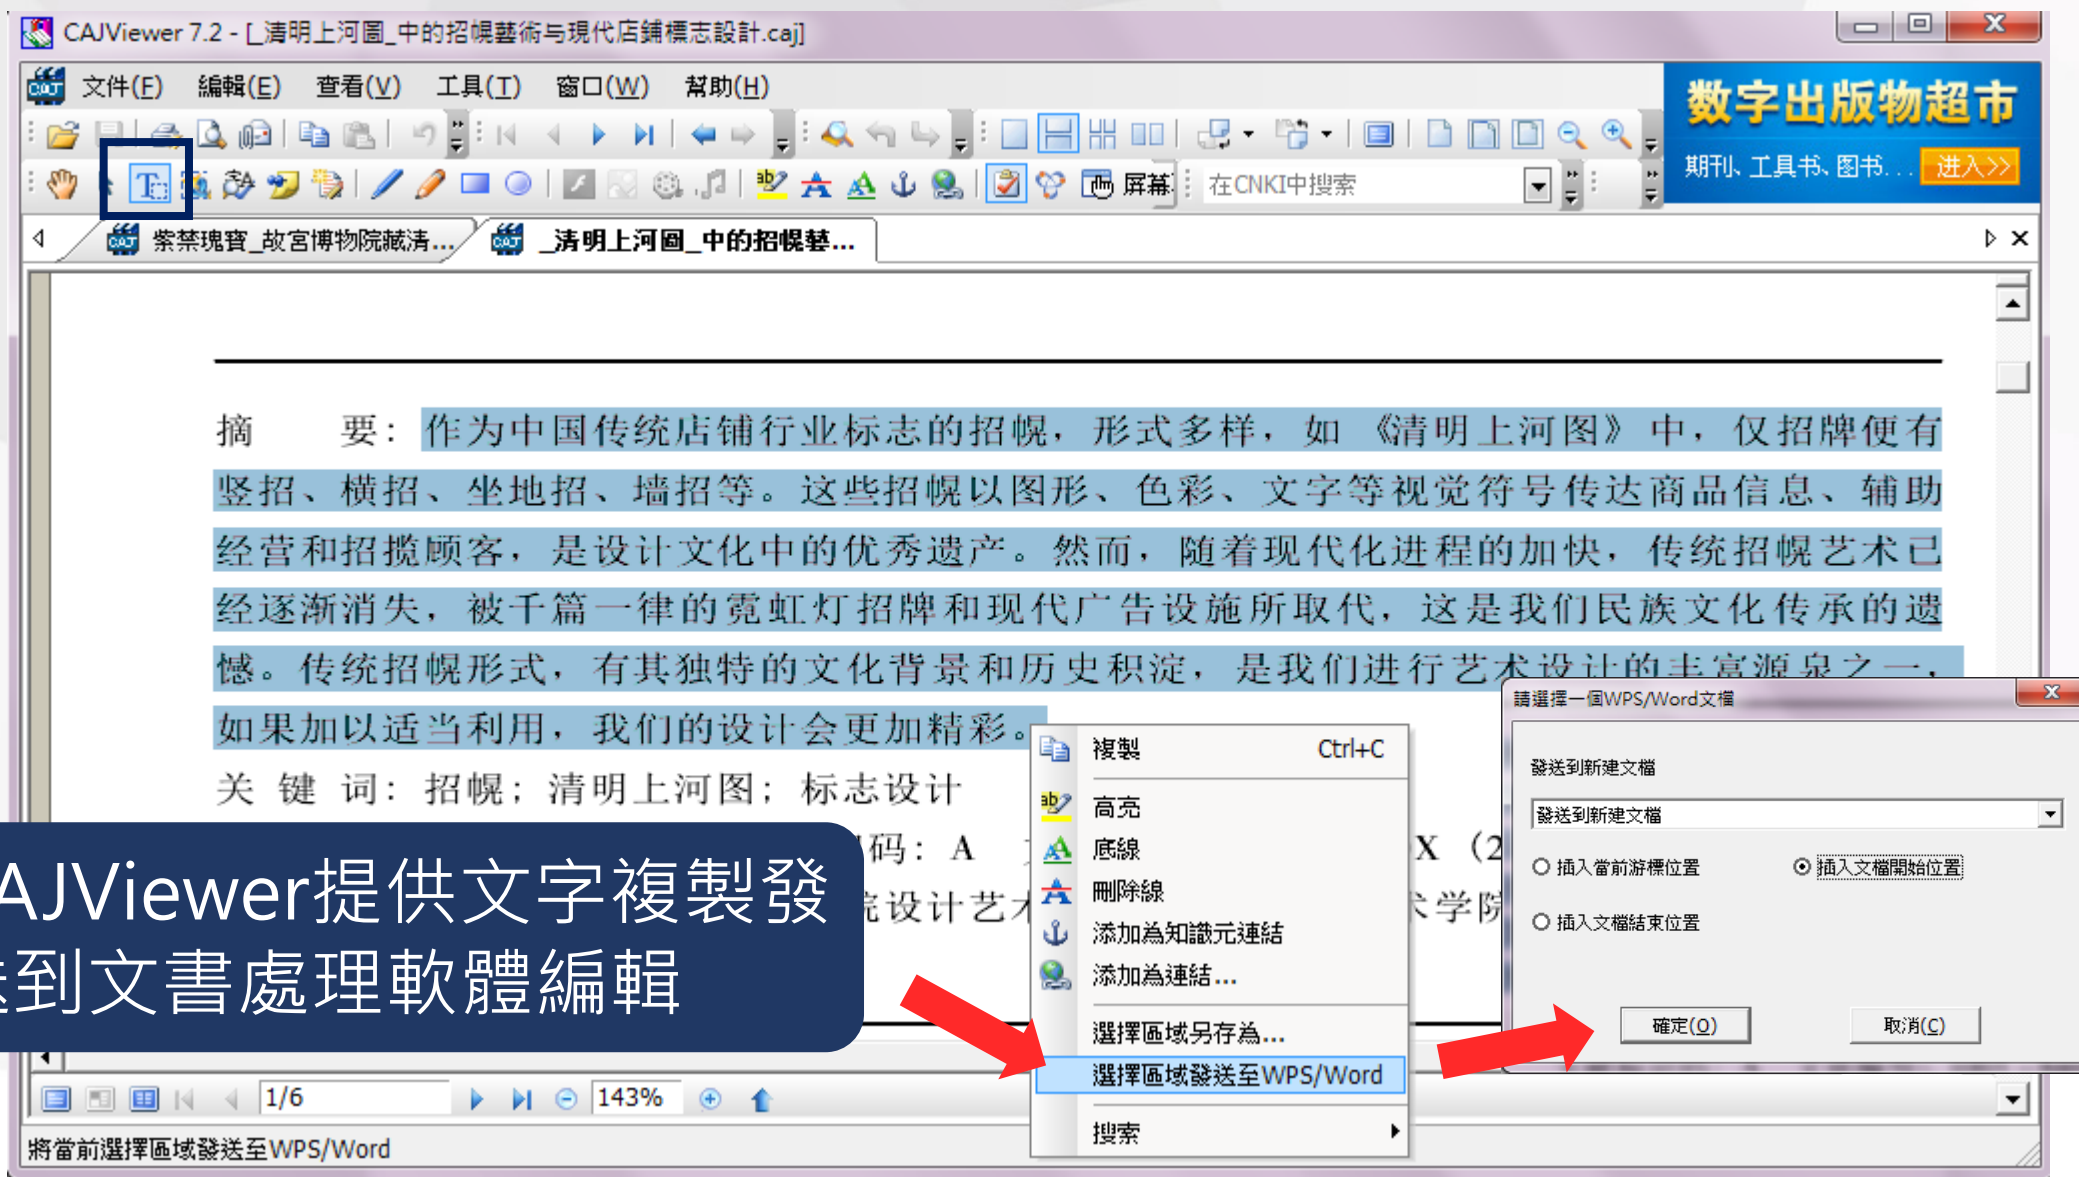 CAJViewer 7.2 - [_清明上河圖_中的招幌藝術与現代店鋪標志設計.caj]
文件(F) 編輯(E) 查看(V) 工具(T) 窗口(W) 幫助(H)
数字出版物超市
期刊、工具书、图书... 进入>>
屏幕
在CNKI中搜索
紫禁瑰寶_故宮博物院藏清...
_清明上河圖_中的招幌藝...
摘 要：作为中国传统店铺行业标志的招幌，形式多样，如《清明上河图》中，仅招牌便有
竖招、横招、坐地招、墙招等。这些招幌以图形、色彩、文字等视觉符号传达商品信息、辅助
经营和招揽顾客，是设计文化中的优秀遗产。然而，随着现代化进程的加快，传统招幌艺术已
经逐渐消失，被千篇一律的霓虹灯招牌和现代广告设施所取代，这是我们民族文化传承的遗
憾。传统招幌形式，有其独特的文化背景和历史积淀，是我们进行艺术设计的丰富源泉之一，
如果加以适当利用，我们的设计会更加精彩。
关 键 词：招幌；清明上河图；标志设计
码：A
X（2
院设计艺
术学院
AJViewer提供文字複製發
送到文書處理軟體編輯
複製 Ctrl+C
高亮
底線
刪除線
添加為知識元連結
添加為連結...
選擇區域另存為...
選擇區域發送至WPS/Word
搜索
請選擇一個WPS/Word文檔
發送到新建文檔
發送到新建文檔
插入當前游標位置
插入文檔開始位置
插入文檔結束位置
確定(O)
取消(C)
1/6
143%
將當前選擇區域發送至WPS/Word